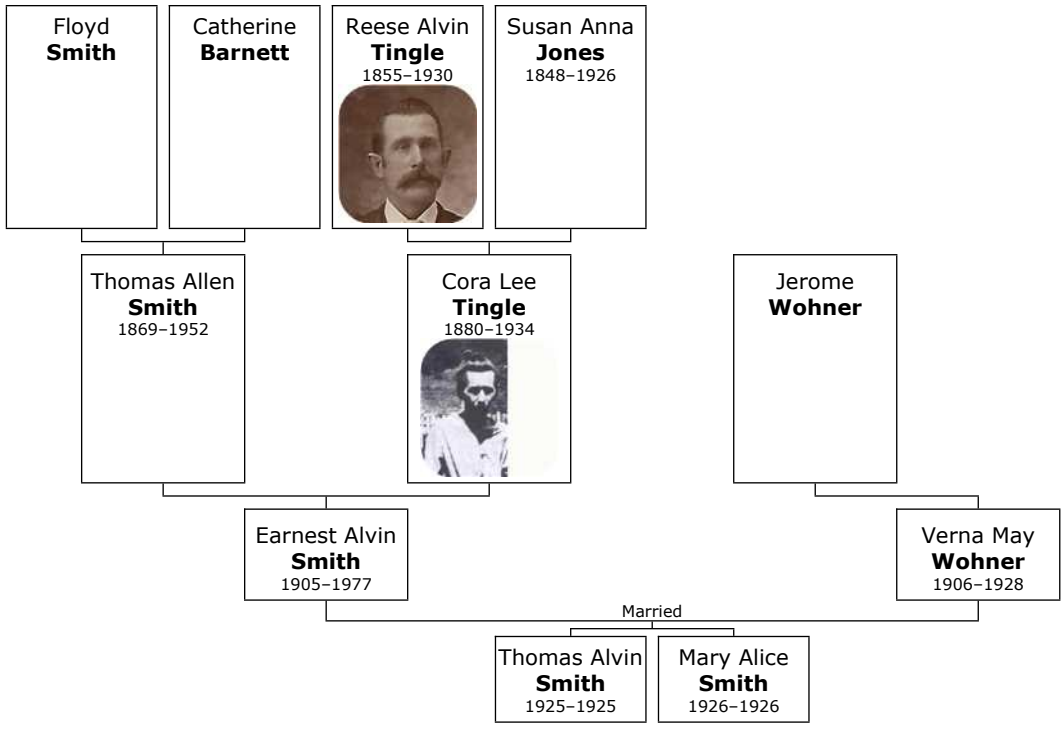 Floyd
Smith
Catherine
Barnett
Reese Alvin
Tingle
1855–1930
Susan Anna
Jones
1848–1926
Thomas Allen
Smith
1869–1952
Cora Lee
Tingle
1880–1934
Jerome
Wohner
Earnest Alvin
Smith
1905–1977
Verna May
Wohner
1906–1928
Married
Thomas Alvin
Smith
1925–1925
Mary Alice
Smith
1926–1926